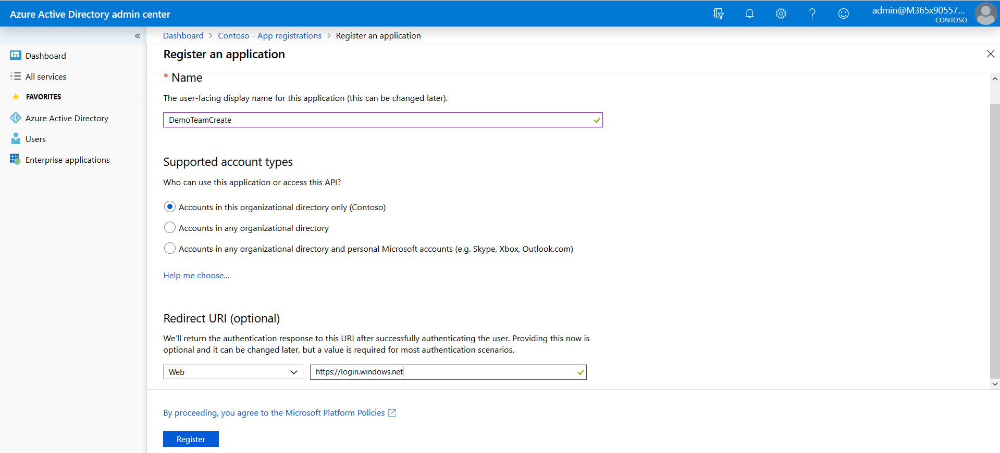 Azure Active Directory admin center
admin@M365x90557...
CONTOSO
«
Dashboard
All services
FAVORITES
Azure Active Directory
Users
Enterprise applications
Dashboard > Contoso - App registrations > Register an application
Register an application
* Name
The user-facing display name for this application (this can be changed later).
DemoTeamCreate
Supported account types
Who can use this application or access this API?
Accounts in this organizational directory only (Contoso)
Accounts in any organizational directory
Accounts in any organizational directory and personal Microsoft accounts (e.g. Skype, Xbox, Outlook.com)
Help me choose...
Redirect URI (optional)
We'll return the authentication response to this URI after successfully authenticating the user. Providing this now is
optional and it can be changed later, but a value is required for most authentication scenarios.
Web
https://login.windows.net
By proceeding, you agree to the Microsoft Platform Policies
Register